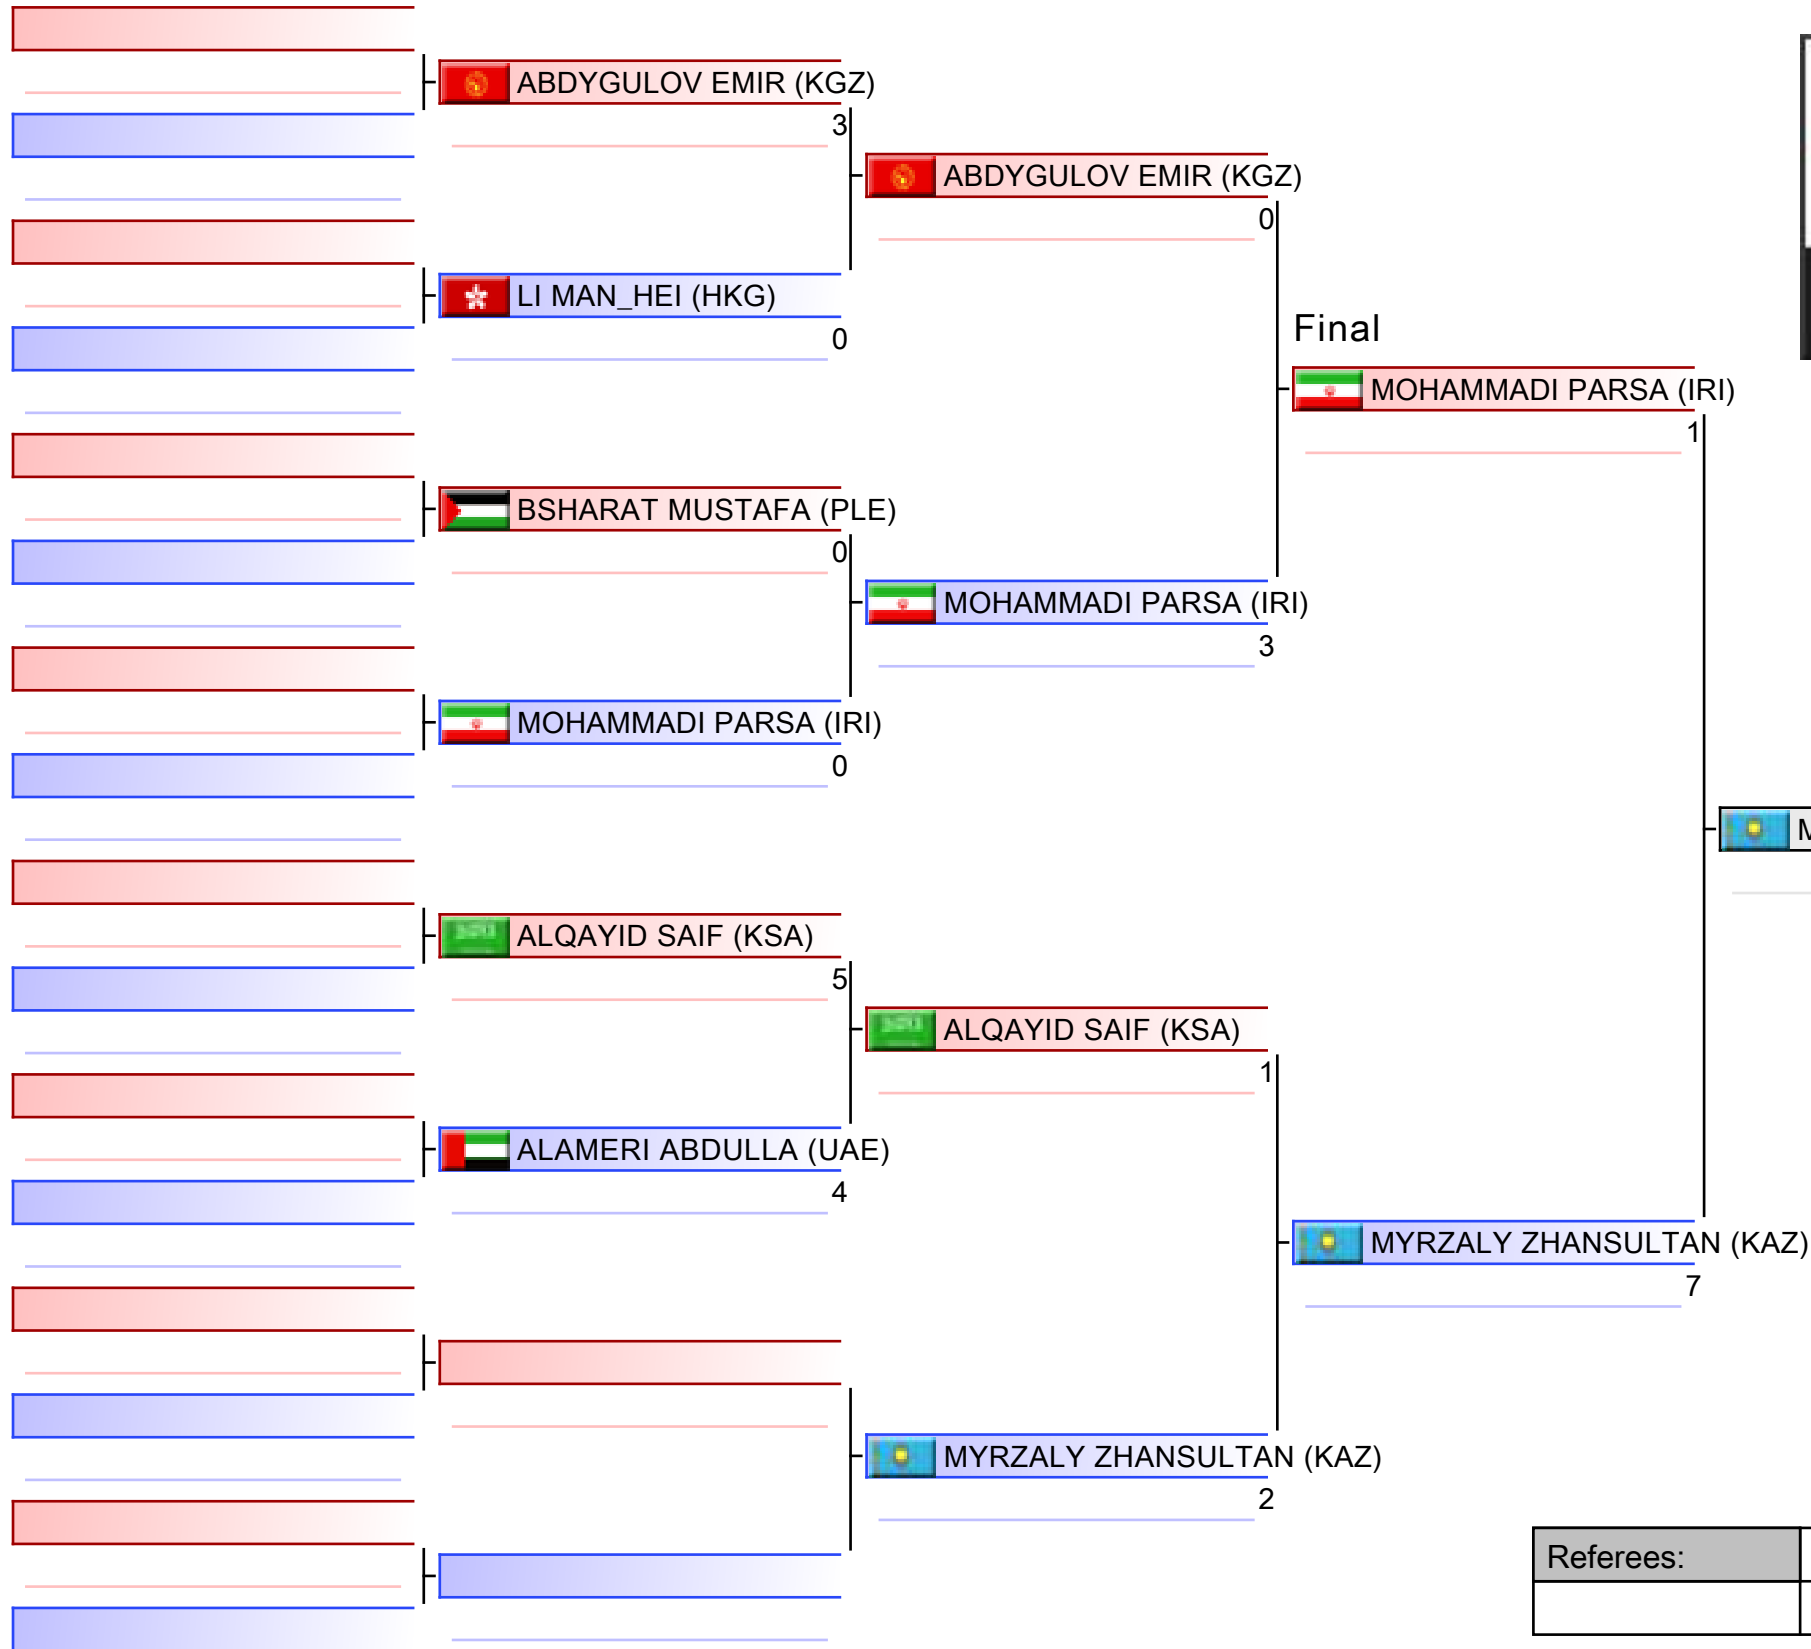 ABDYGULOV EMIR (KGZ)
3
LI MAN_HEI (HKG)
0
BSHARAT MUSTAFA (PLE)
0
MOHAMMADI PARSA (IRI)
0
ALQAYID SAIF (KSA)
5
ALAMERI ABDULLA (UAE)
4
ABDYGULOV EMIR (KGZ)
0
MOHAMMADI PARSA (IRI)
3
ALQAYID SAIF (KSA)
1
MYRZALY ZHANSULTAN (KAZ)
2
Final
MOHAMMADI PARSA (IRI)
1
MYRZALY ZHANSULTAN (KAZ)
7
Referees: